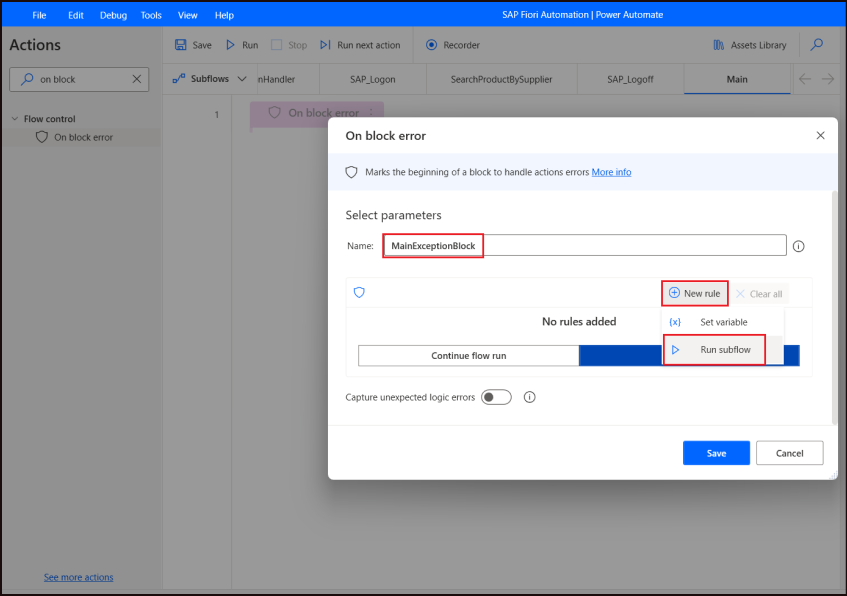 File Edit Debug Tools View Help SAP Fiori Automation | Power Automate
Actions
Save Run Stop Run next action Recorder Assets Library
on block
Subflows nHandler SAP_Logon SearchProductBySupplier SAP_Logoff Main
Flow control
On block error
1 On block error
On block error
Marks the beginning of a block to handle actions errors More info
Select parameters
Name: MainExceptionBlock
New rule Clear all
No rules added
Set variable
Run subflow
Continue flow run
Capture unexpected logic errors
Save Cancel
See more actions